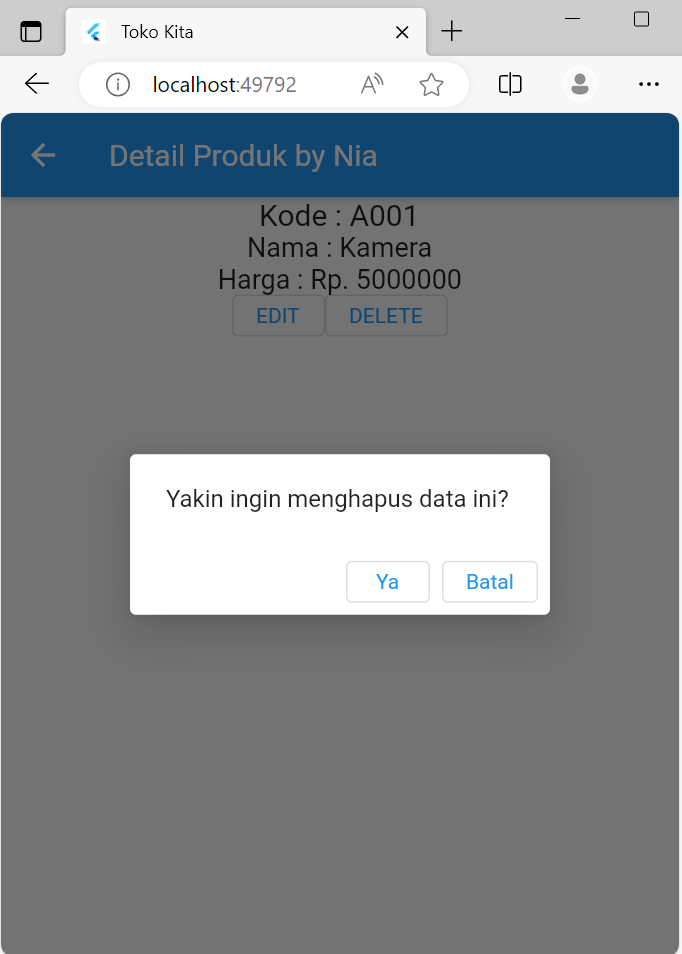 Toko Kita
localhost:49792
Detail Produk by Nia
Kode : A001
Nama : Kamera
Harga : Rp. 5000000
EDIT DELETE
Yakin ingin menghapus data ini?
Ya Batal